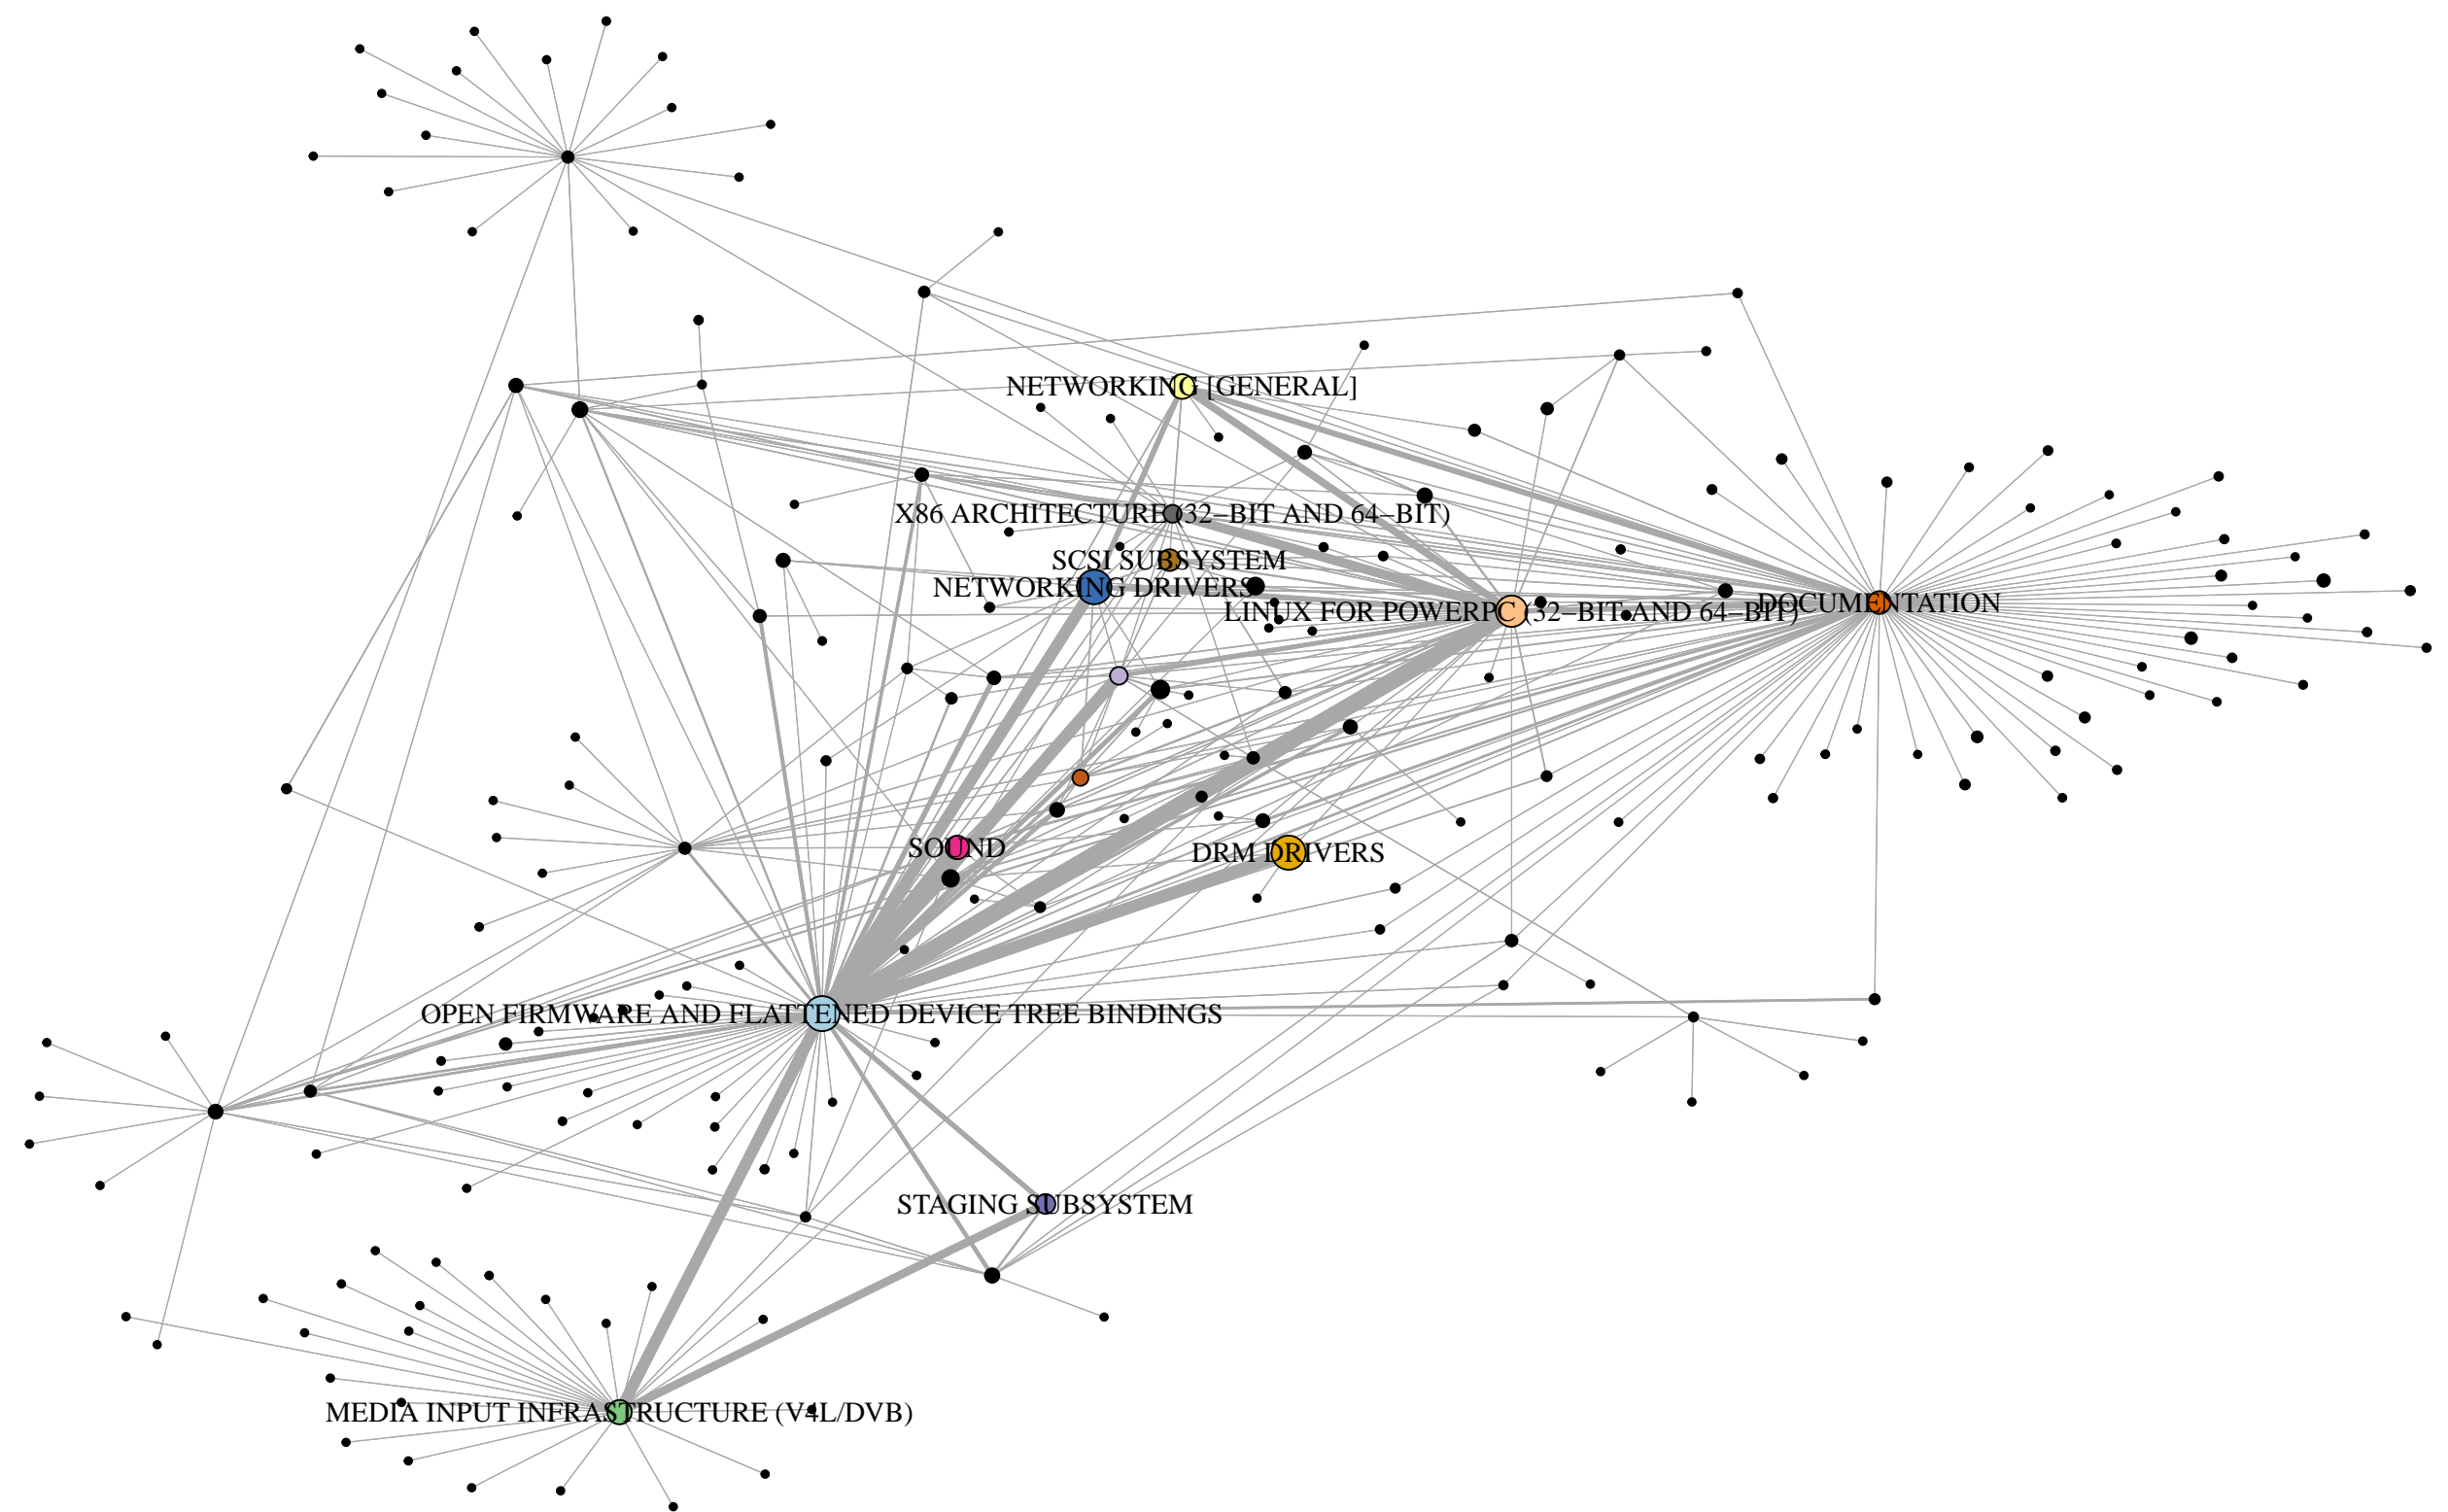 NETWORKING [GENERAL]
X86 ARCHITECTURE (32−BIT AND 64−BIT)
SCSI SUBSYSTEM
NETWORKING DRIVERS
LINUX FOR POWERPC (32−BIT AND 64−BIT)
DOCUMENTATION
SOUND
DRM DRIVERS
OPEN FIRMWARE AND FLATTENED DEVICE TREE BINDINGS
STAGING SUBSYSTEM
MEDIA INPUT INFRASTRUCTURE (V4L/DVB)